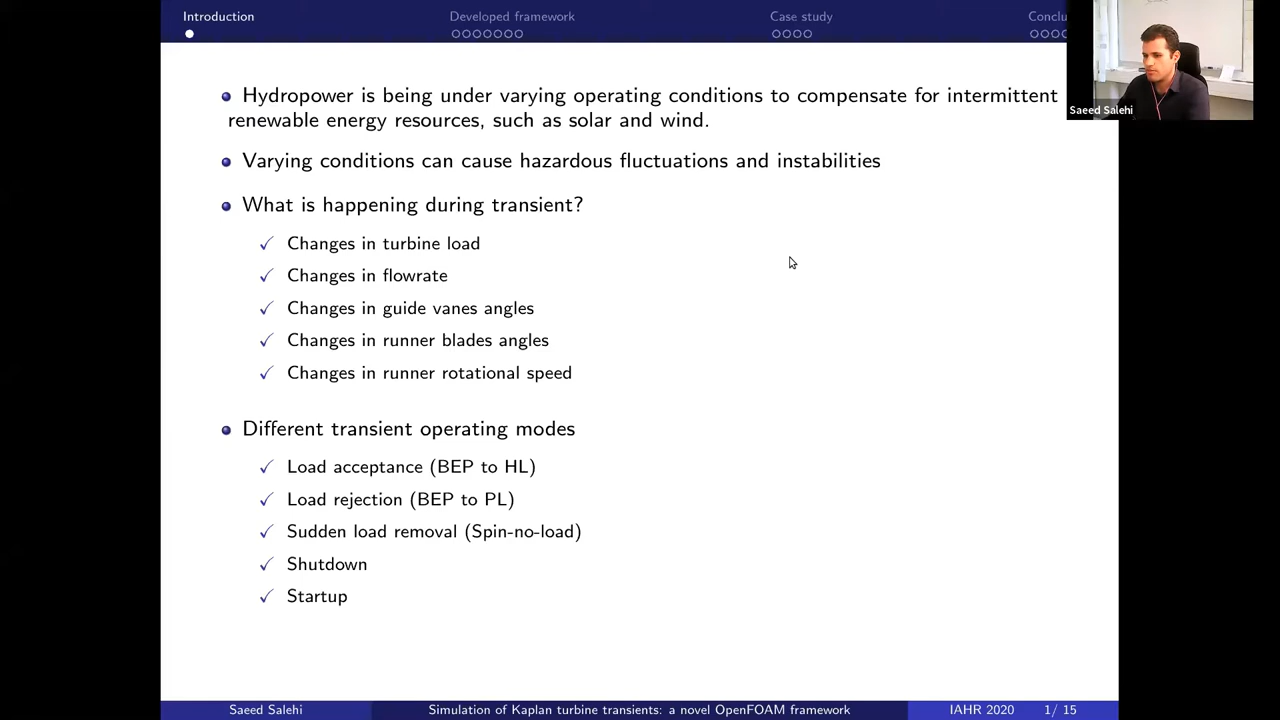 Introduction
Developed framework
Case study
Conclu
Saeed Salehi
Hydropower is being under varying operating conditions to compensate for intermittent
renewable energy resources, such as solar and wind.
Varying conditions can cause hazardous fluctuations and instabilities
What is happening during transient?
✓ Changes in turbine load
✓ Changes in flowrate
✓ Changes in guide vanes angles
✓ Changes in runner blades angles
✓ Changes in runner rotational speed
Different transient operating modes
✓ Load acceptance (BEP to HL)
✓ Load rejection (BEP to PL)
✓ Sudden load removal (Spin-no-load)
✓ Shutdown
✓ Startup
Saeed Salehi
Simulation of Kaplan turbine transients: a novel OpenFOAM framework
IAHR 2020
1/ 15